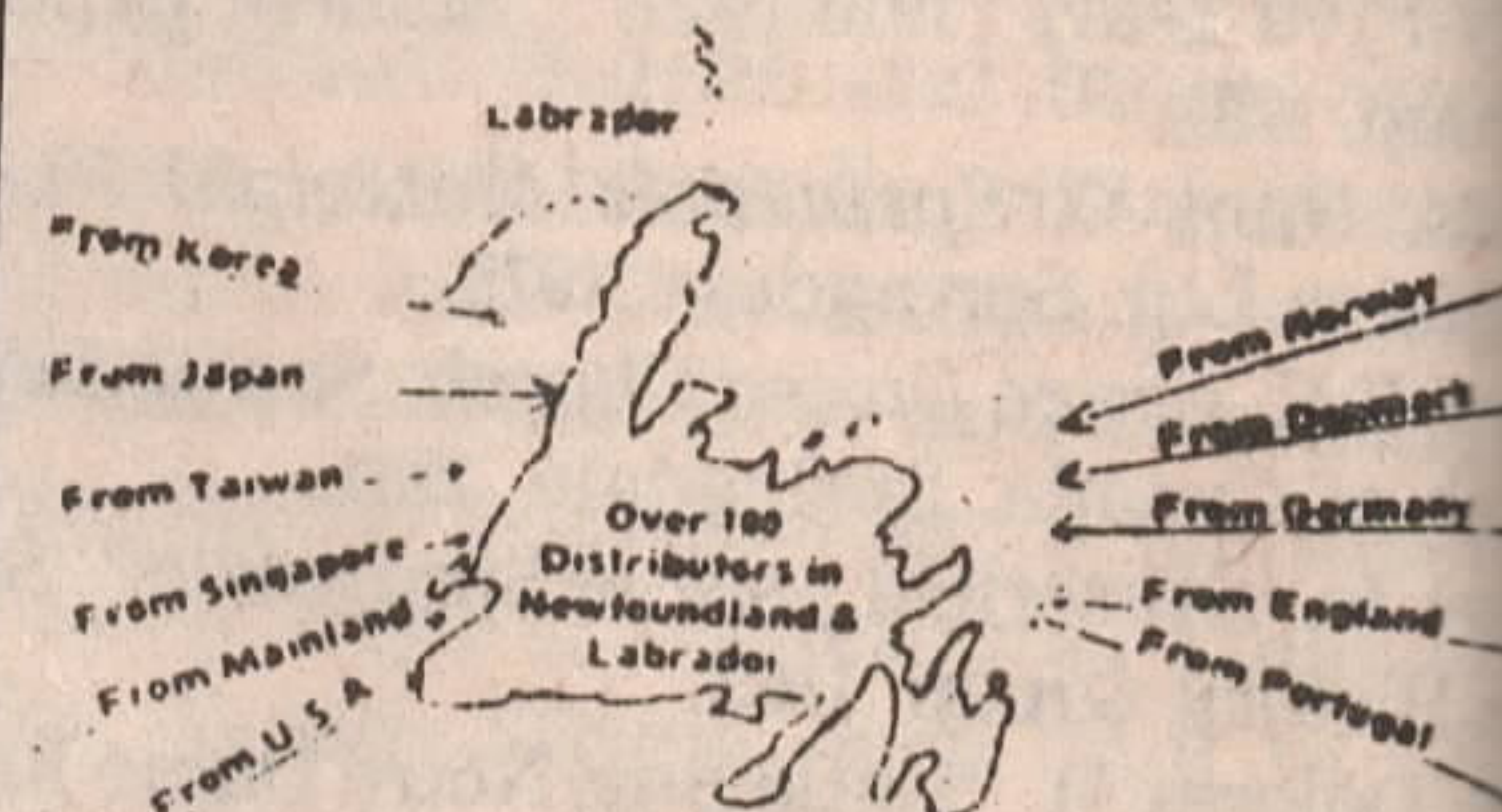 Labrador
From Korea
From Japan
From Taiwan
From Singapore
From Mainland
From U S A
Over 100
Distributors in
Newfoundland &
Labrador
From Norway
From Denmark
From Germany
From England
From Portugal